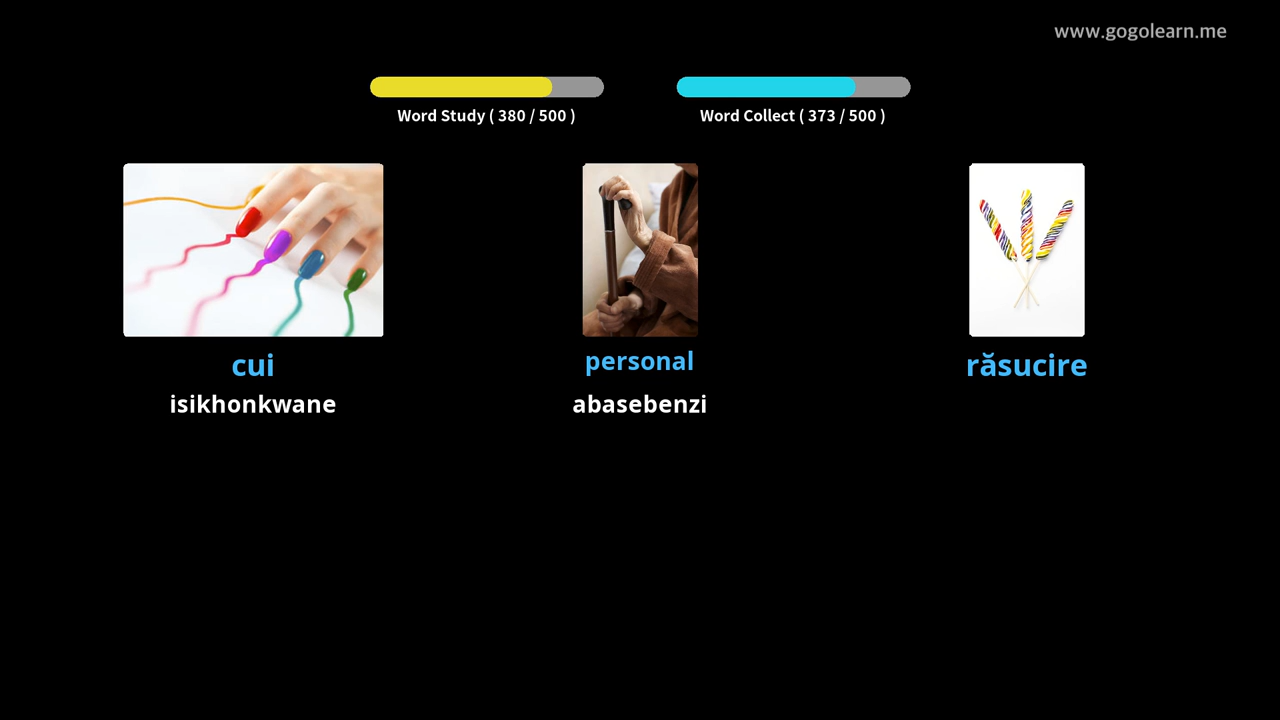 www.gogolearn.me
Word Study ( 380 / 500 )
Word Collect ( 373 / 500 )
cui
isikhonkwane
personal
abasebenzi
răsucire